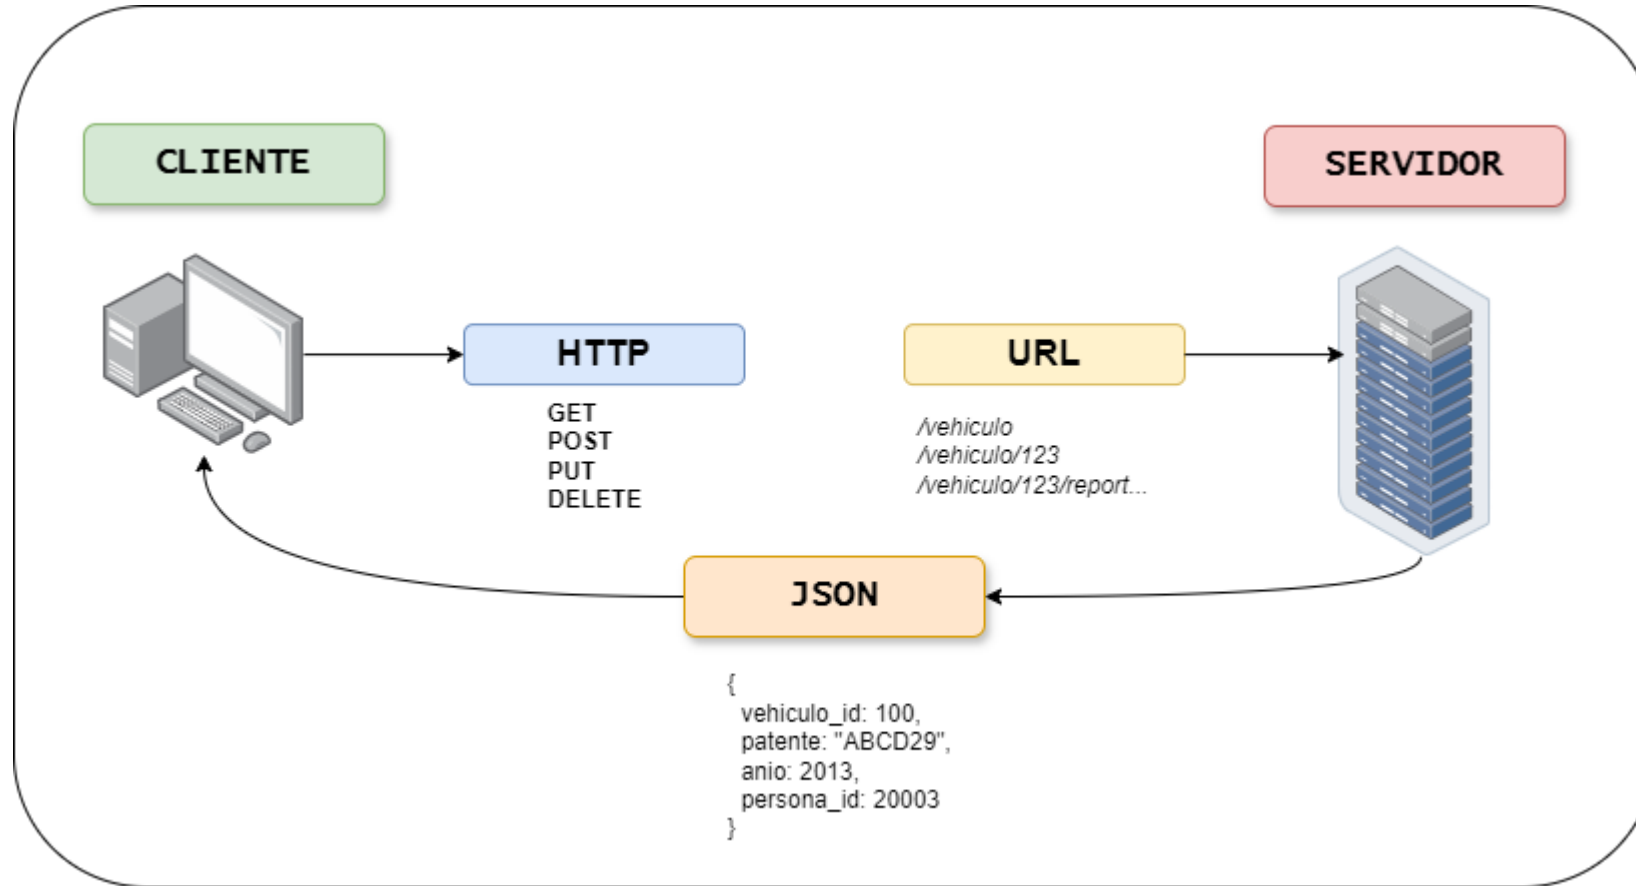 CLIENTE
SERVIDOR
HTTP
URL
GET
POST
PUT
DELETE
/vehiculo
/vehiculo/123
/vehiculo/123/report...
JSON
{
vehiculo_id: 100,
patente: "ABCD29",
anio: 2013,
persona_id: 20003
}